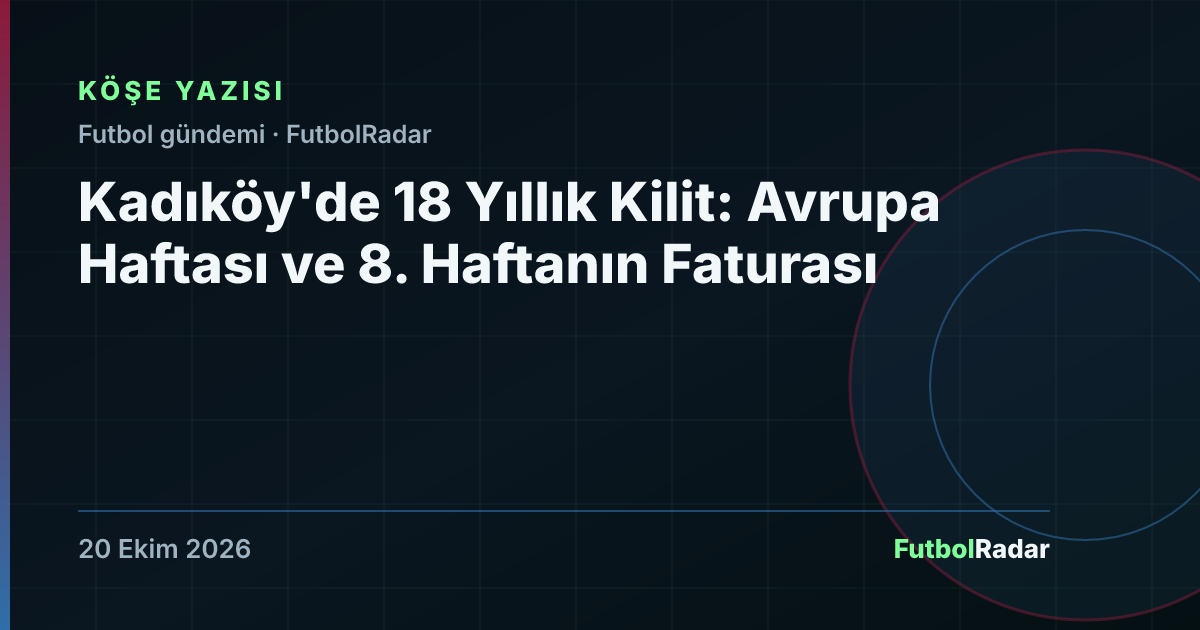 KÖŞE YAZISI
Futbol gündemi · FutbolRadar
Kadıköy'de 18 Yıllık Kilit: Avrupa
Haftası ve 8. Haftanın Faturası
20 Ekim 2026
FutbolRadar